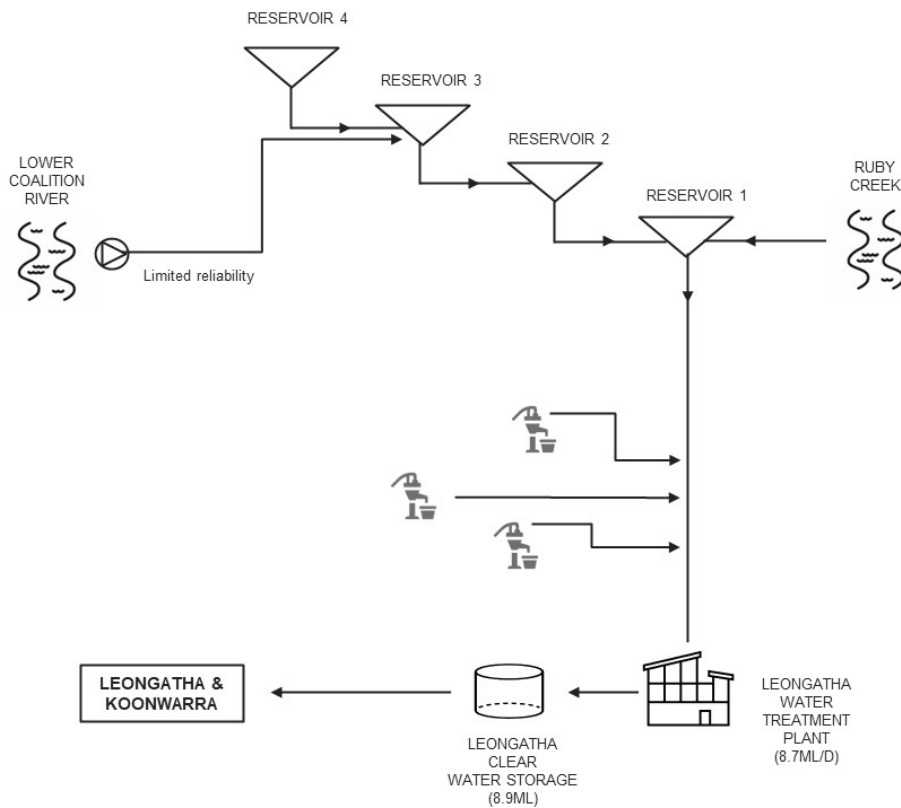 RESERVOIR 4
RESERVOIR 3
RESERVOIR 2
RESERVOIR 1
LOWER
COALITION
RIVER
RUBY
CREEK
Limited reliability
LEONGATHA &
KOONWARRA
LEONGATHA
CLEAR
WATER STORAGE
(8.9ML)
LEONGATHA
WATER
TREATMENT
PLANT
(8.7ML/D)